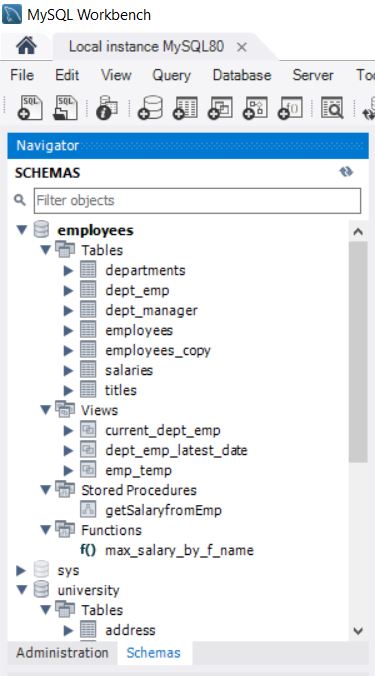 MySQL Workbench
Local instance MySQL80 ×
File Edit View Query Database Server
SQL SQL
Navigator
SCHEMAS
Filter objects
employees
Tables
departments
dept_emp
dept_manager
employees
employees_copy
salaries
titles
Views
current_dept_emp
dept_emp_latest_date
emp_temp
Stored Procedures
getSalaryfromEmp
Functions
f() max_salary_by_f_name
sys
university
Tables
address
Administration Schemas